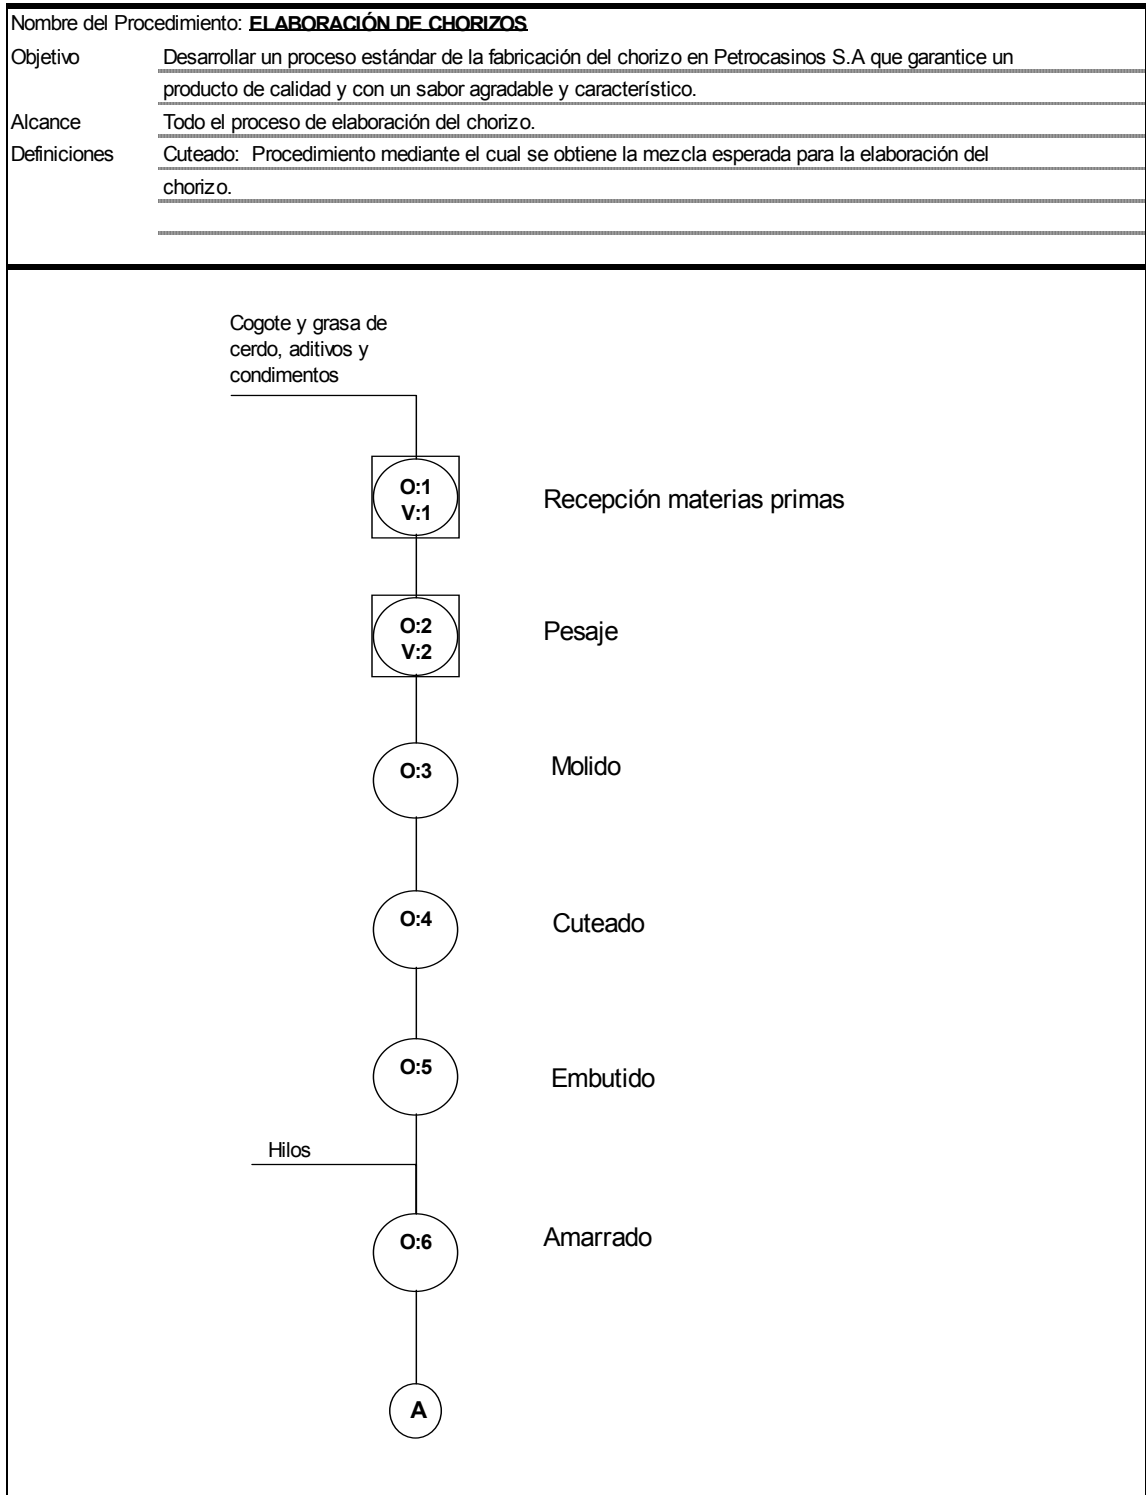 Nombre del Procedimiento: ELABORACIÓN DE CHORIZOS
Objetivo Desarrollar un proceso estándar de la fabricación del chorizo en Petrocasinos S.A que garantice un
producto de calidad y con un sabor agradable y característico.
Alcance Todo el proceso de elaboración del chorizo.
Definiciones Cuteado: Procedimiento mediante el cual se obtiene la mezcla esperada para la elaboración del
chorizo.
Cogote y grasa de
cerdo, aditivos y
condimentos
O:1
V:1
Recepción materias primas
O:2
V:2
Pesaje
O:3
Molido
O:4
Cuteado
O:5
Embutido
Hilos
O:6
Amarrado
A